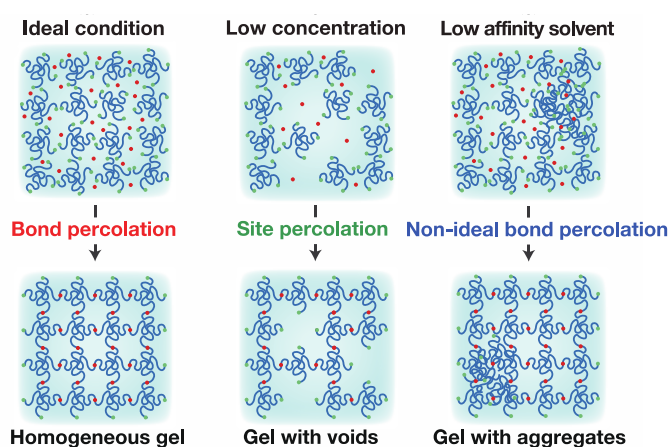 Ideal condition
Low concentration
Low affinity solvent
Bond percolation
Site percolation
Non-ideal bond percolation
Homogeneous gel
Gel with voids
Gel with aggregates